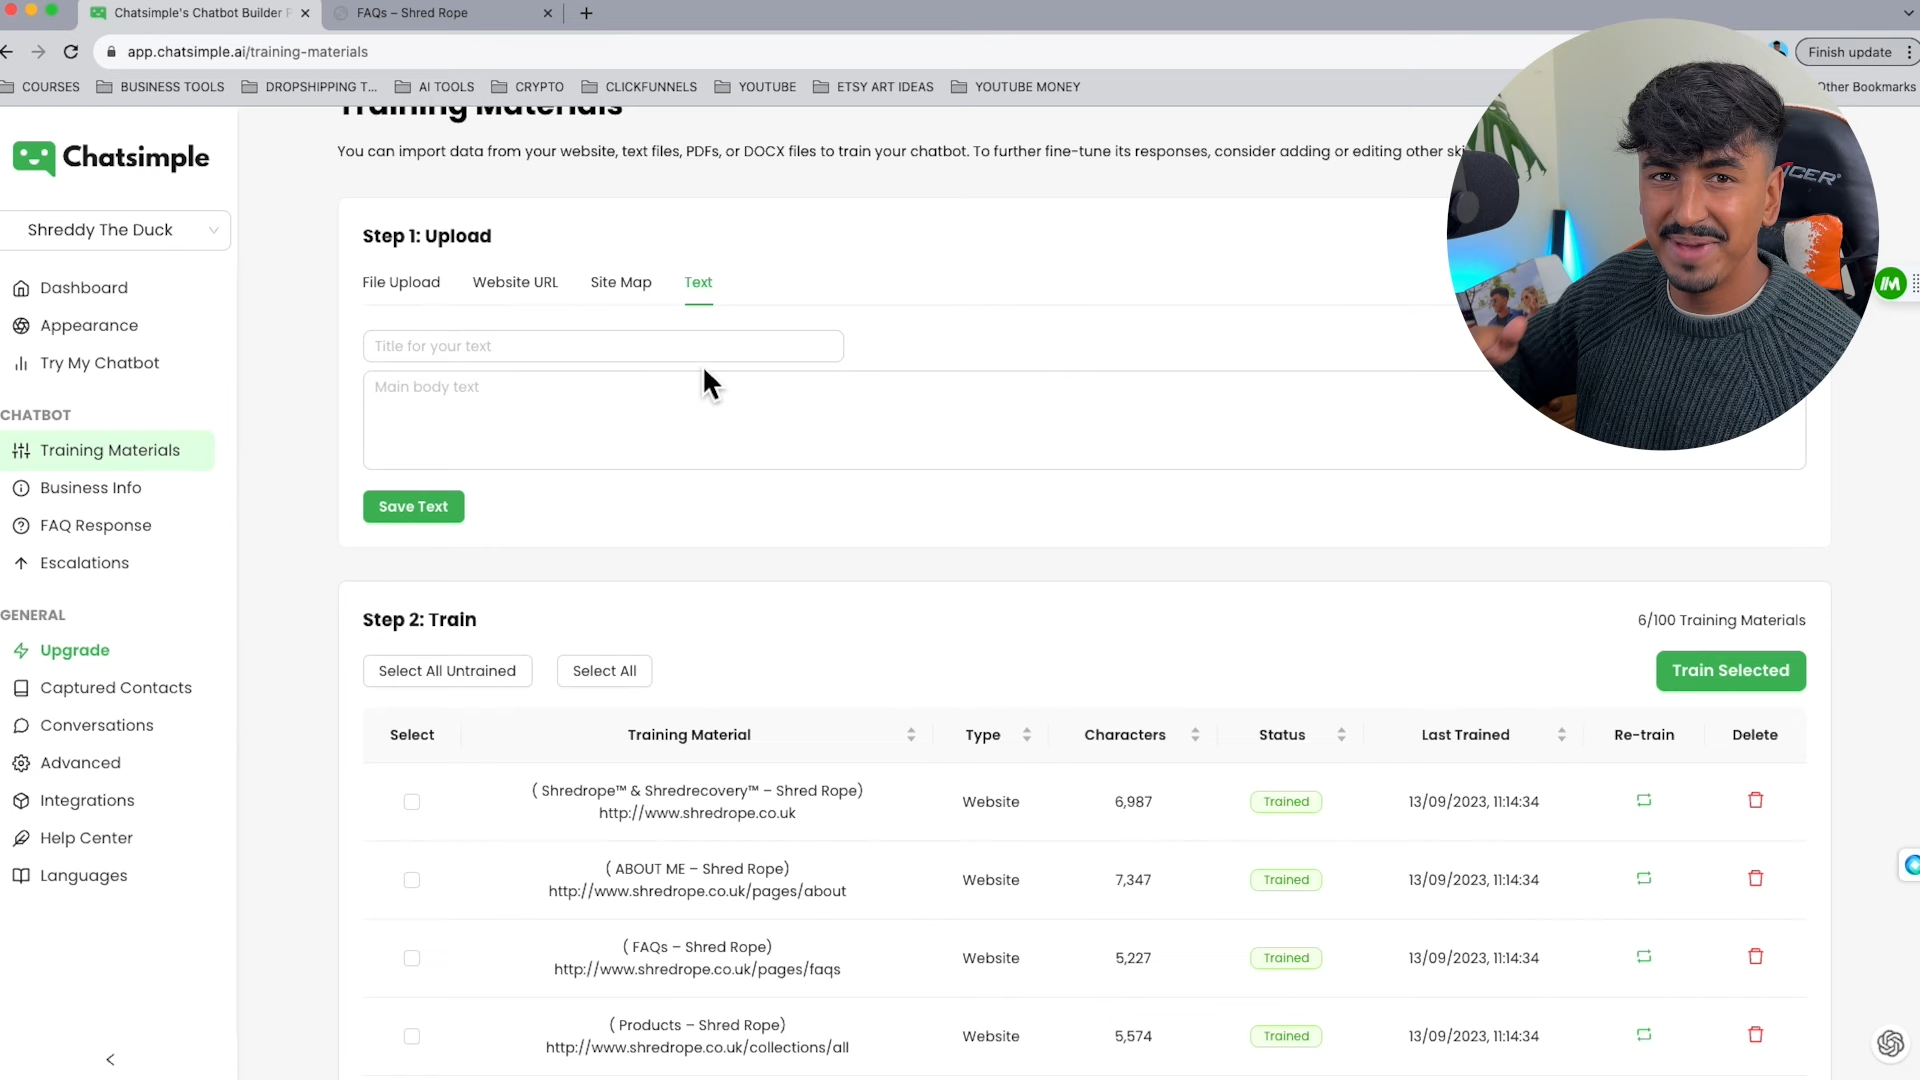 Chatsimple's Chatbot Builder P
FAQs – Shred Rope
app.chatsimple.ai/training-materials
Finish update
COURSES
BUSINESS TOOLS
DROPSHIPPING T...
AI TOOLS
CRYPTO
CLICKFUNNELS
YOUTUBE
ETSY ART IDEAS
YOUTUBE MONEY
Other Bookmarks
Chatsimple
Shreddy The Duck
Dashboard
Appearance
Try My Chatbot
CHATBOT
Training Materials
Business Info
FAQ Response
Escalations
GENERAL
Upgrade
Captured Contacts
Conversations
Advanced
Integrations
Help Center
Languages
Training Materials
You can import data from your website, text files, PDFs, or DOCX files to train your chatbot. To further fine-tune its responses, consider adding or editing other ski
Step 1: Upload
File Upload
Website URL
Site Map
Text
Title for your text
Main body text
Save Text
Step 2: Train
6/100 Training Materials
Select All Untrained
Select All
Train Selected
Select
Training Material
Type
Characters
Status
Last Trained
Re-train
Delete
( Shredrope™ & Shredrecovery™ – Shred Rope)
http://www.shredrope.co.uk
Website
6,987
Trained
13/09/2023, 11:14:34
( ABOUT ME – Shred Rope)
http://www.shredrope.co.uk/pages/about
Website
7,347
Trained
13/09/2023, 11:14:34
( FAQs – Shred Rope)
http://www.shredrope.co.uk/pages/faqs
Website
5,227
Trained
13/09/2023, 11:14:34
( Products – Shred Rope)
http://www.shredrope.co.uk/collections/all
Website
5,574
Trained
13/09/2023, 11:14:34